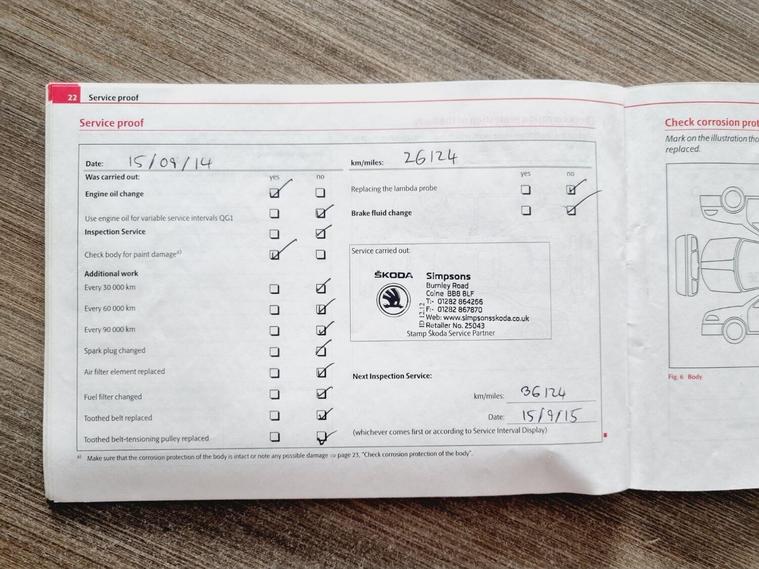 22 Service proof
Service proof
Date: 15/09/14
km/miles: 26124
Was carried out: yes no
Engine oil change
Use engine oil for variable service intervals QG1
Inspection Service
Check body for paint damage a)
Additional work
Every 30 000 km
Every 60 000 km
Every 90 000 km
Spark plug changed
Air filter element replaced
Fuel filter changed
Toothed belt replaced
Toothed belt-tensioning pulley replaced
yes no
Replacing the lambda probe
Brake fluid change
Service carried out:
ŠKODA Simpsons
Burnley Road
Colne BB8 8LF
T:- 01282 864266
F:- 01282 867870
Web: www.simpsonsskoda.co.uk
Retailer No. 25043
Stamp Škoda Service Partner
Next Inspection Service:
km/miles: 36124
Date: 15/9/15
(whichever comes first or according to Service Interval Display)
a) Make sure that the corrosion protection of the body is intact or note any possible damage ⇒ page 23, "Check corrosion protection of the body".
Check corrosion prot
Mark on the illustration tha
replaced.
Fig. 6 Body